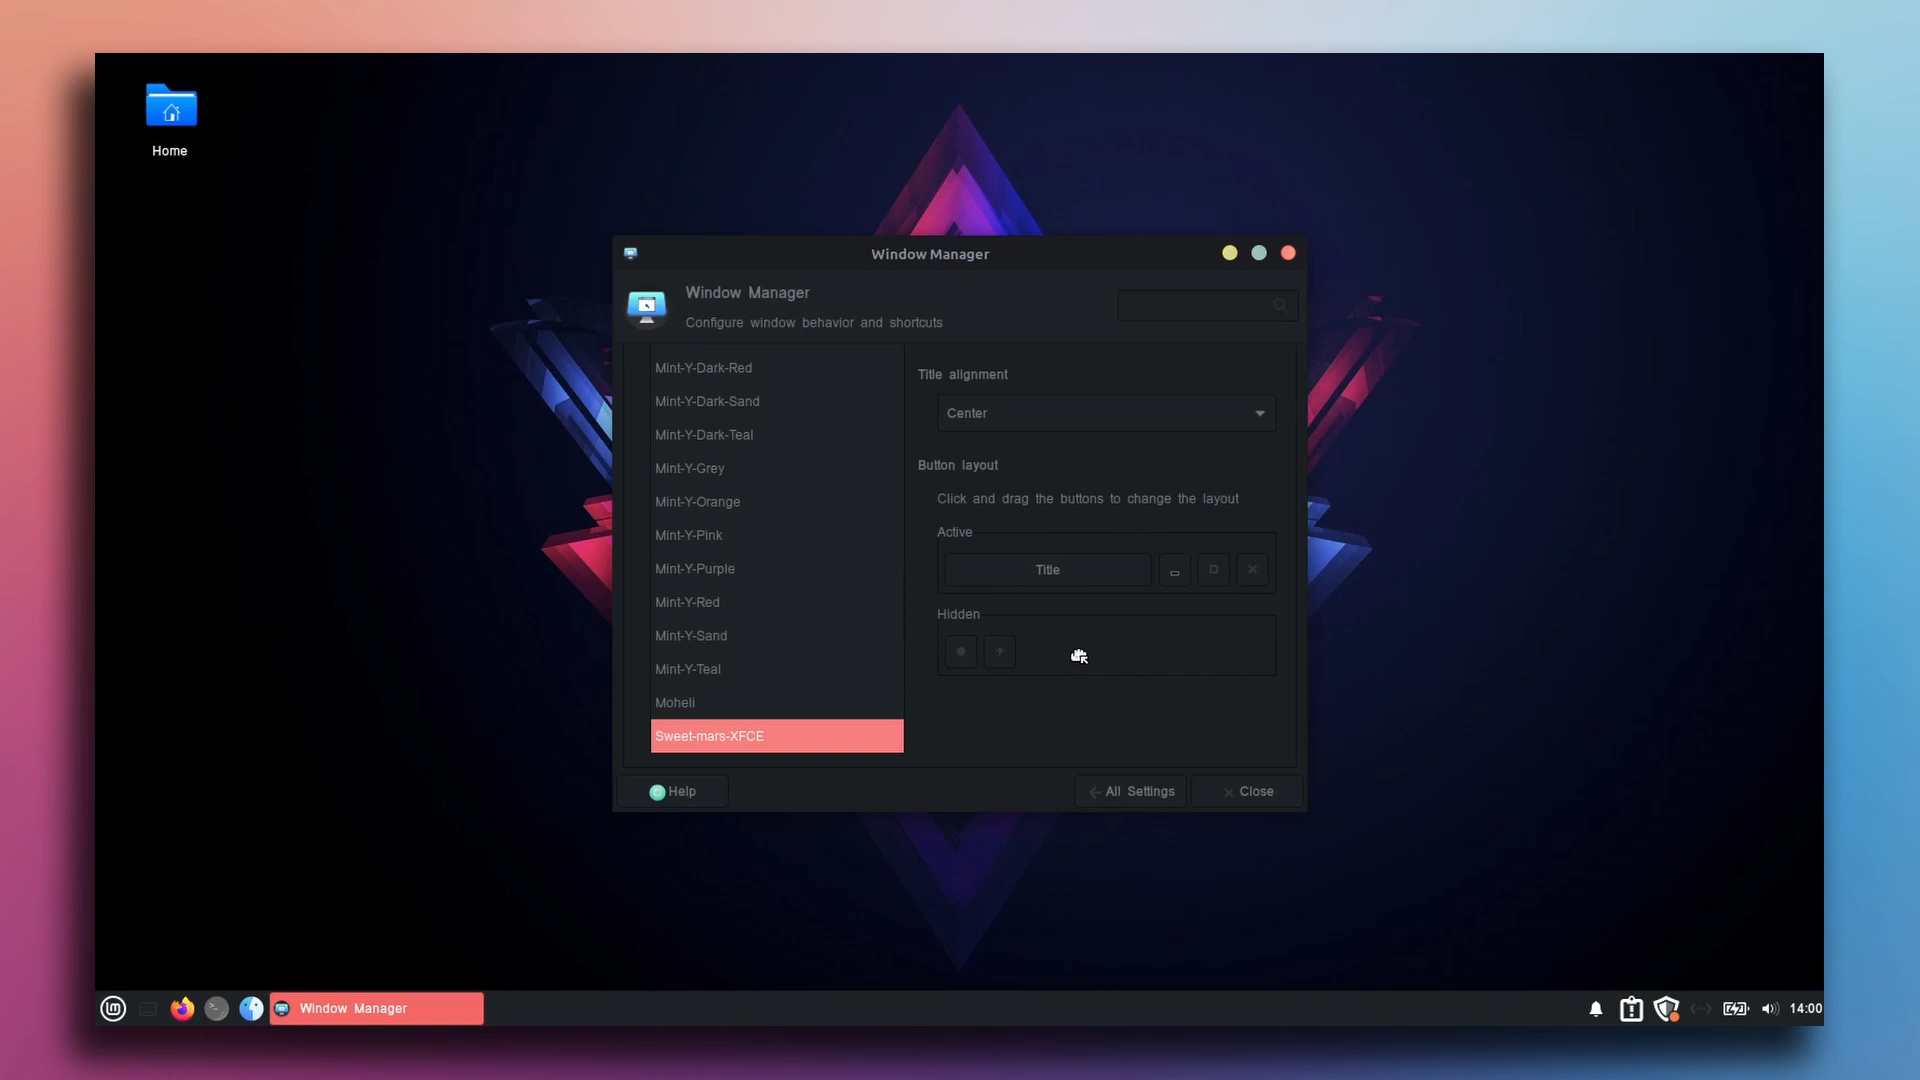 Home
Window Manager
Window Manager
Configure window behavior and shortcuts
Mint-Y-Dark-Red
Mint-Y-Dark-Sand
Mint-Y-Dark-Teal
Mint-Y-Grey
Mint-Y-Orange
Mint-Y-Pink
Mint-Y-Purple
Mint-Y-Red
Mint-Y-Sand
Mint-Y-Teal
Moheli
Sweet-mars-XFCE
Title alignment
Center
Button layout
Click and drag the buttons to change the layout
Active
Title
Hidden
Help
All Settings
Close
Window Manager
14:00